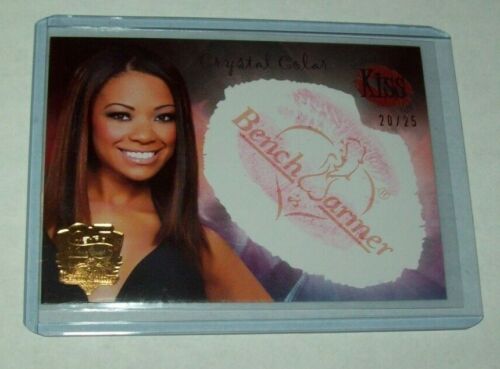 Crystal Colar
KISS
20/25
Bench
Warmer®